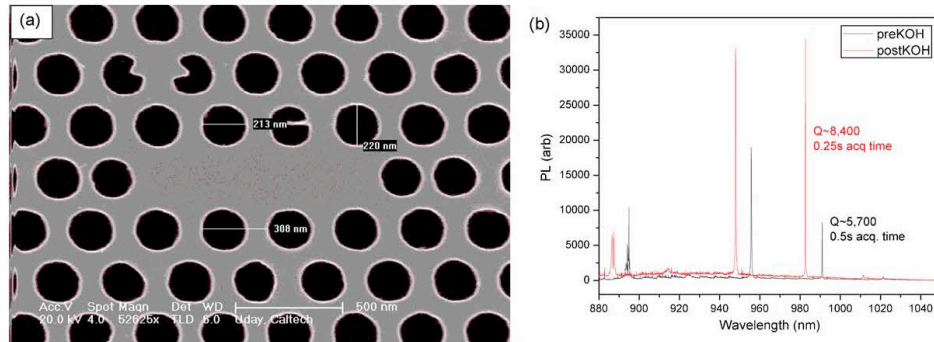 (a)
213 nm
220 nm
308 nm
Acc.V Spot Magn Det WD 500 nm
20.0 kV 4.0 52625x TLD 5.0 Uday, Caltech
(b)
preKOH
postKOH
Q~8,400
0.25s acq time
Q~5,700
0.5s acq. time
PL (arb)
35000
30000
25000
20000
15000
10000
5000
0
880 900 920 940 960 980 1000 1020 1040
Wavelength (nm)